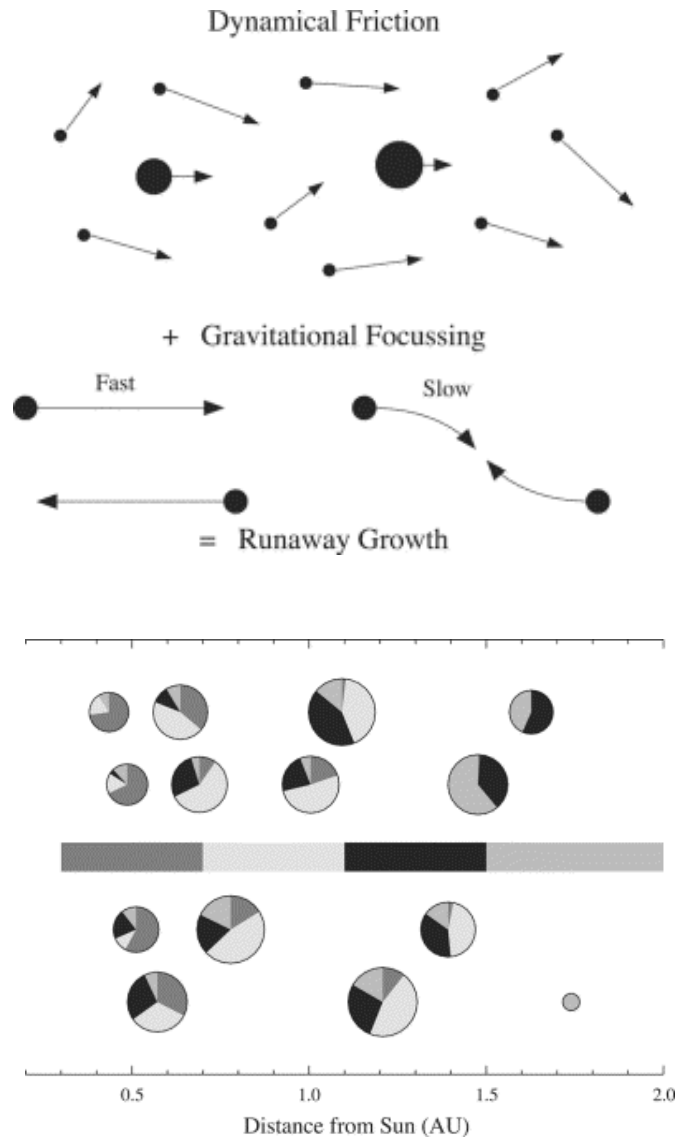 Dynamical Friction
+ Gravitational Focussing
Fast
Slow
= Runaway Growth
0.5 1.0 1.5 2.0
Distance from Sun (AU)